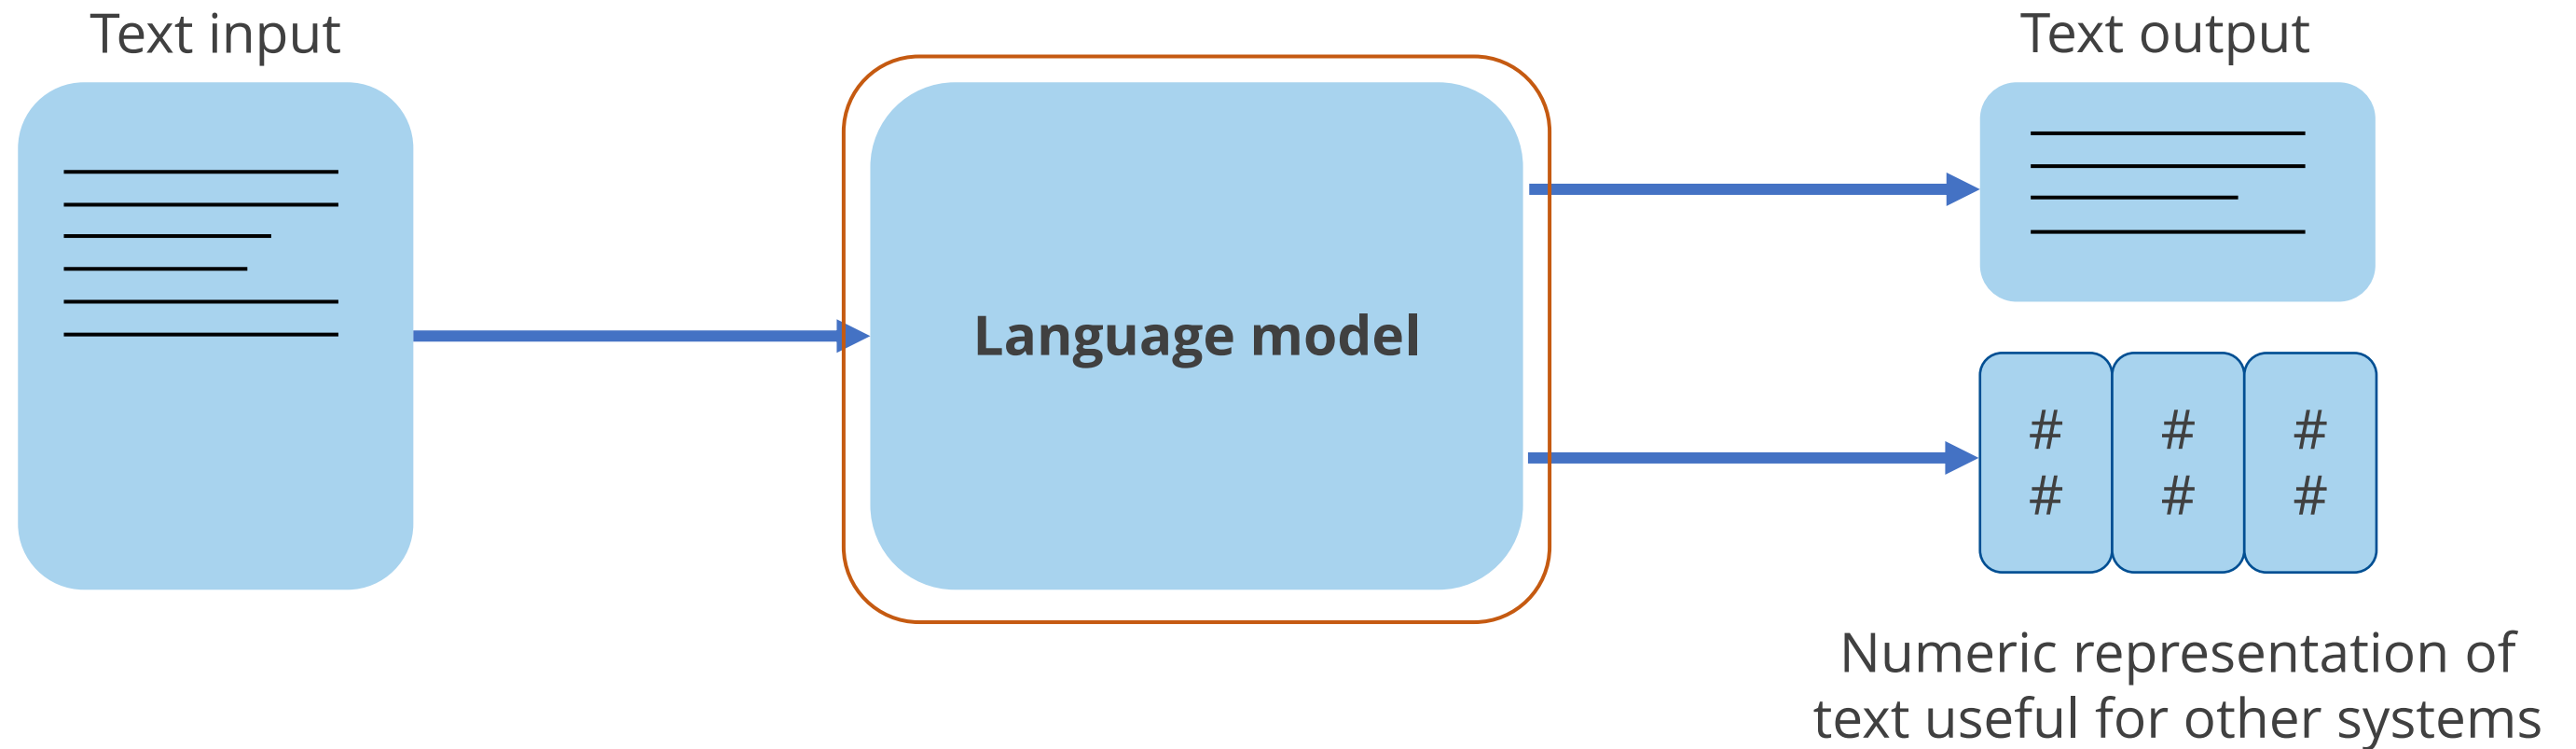 Text input
Text output
Language model
# # #
# # #
Numeric representation of
text useful for other systems